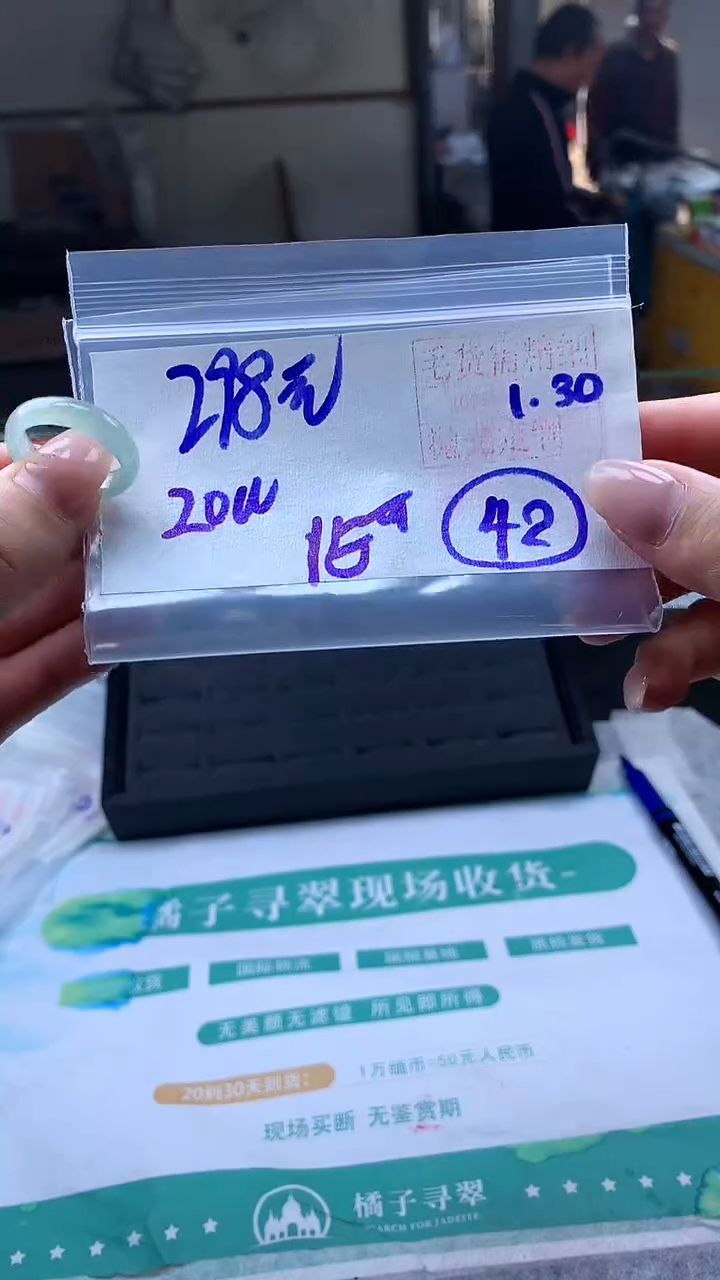 298元
1.30
20W
15
42
橘子寻翠现场收货-
无美颜无滤镜 所见即所得
20到30天到货：
1万缅币=50元人民币
现场买断 无鉴赏期
橘子寻翠
SEARCH FOR JADEITE